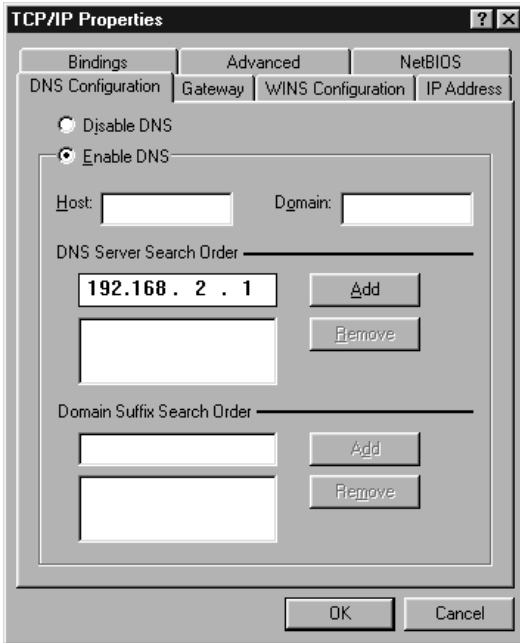 TCP/IP Properties
Bindings Advanced NetBIOS
DNS Configuration Gateway WINS Configuration IP Address
Disable DNS
Enable DNS
Host: Domain:
DNS Server Search Order
192.168 . 2 . 1 Add
Remove
Domain Suffix Search Order
Add
Remove
OK Cancel